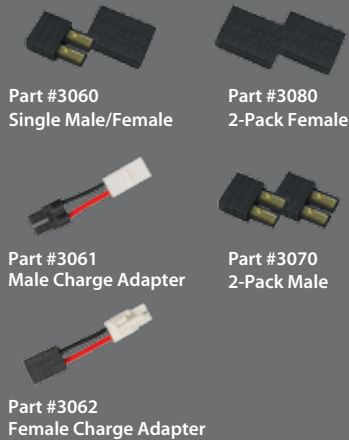 Part #3060
Single Male/Female
Part #3080
2-Pack Female
Part #3061
Male Charge Adapter
Part #3070
2-Pack Male
Part #3062
Female Charge Adapter